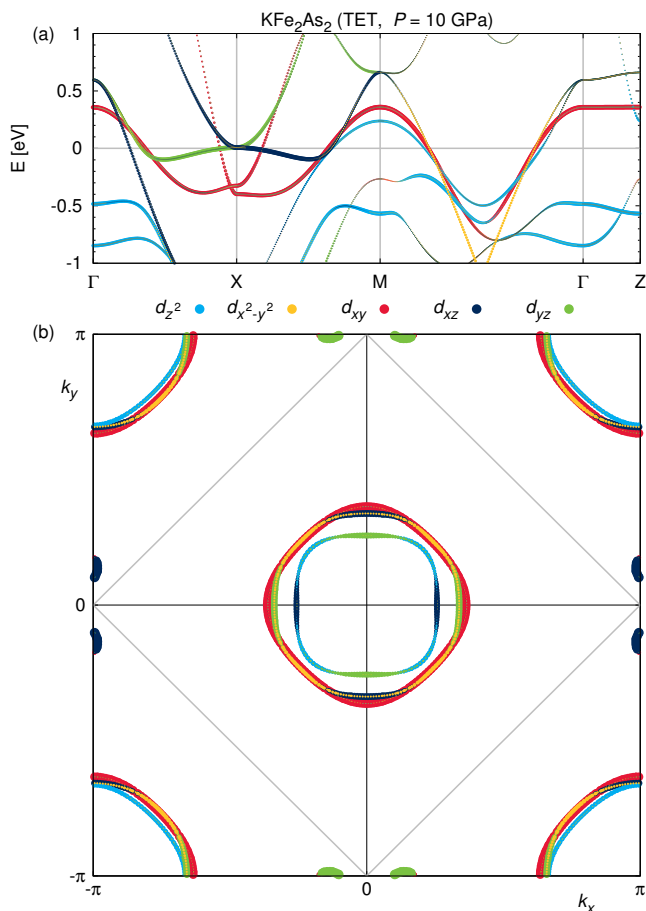 KFe2As2 (TET, P = 10 GPa)
(a)
E [eV]
1
0.5
0
-0.5
-1
Γ X M Γ Z
dz2 dx2-y2 dxy dxz dyz
(b)
π
ky
0
-π
-π 0 π
kx